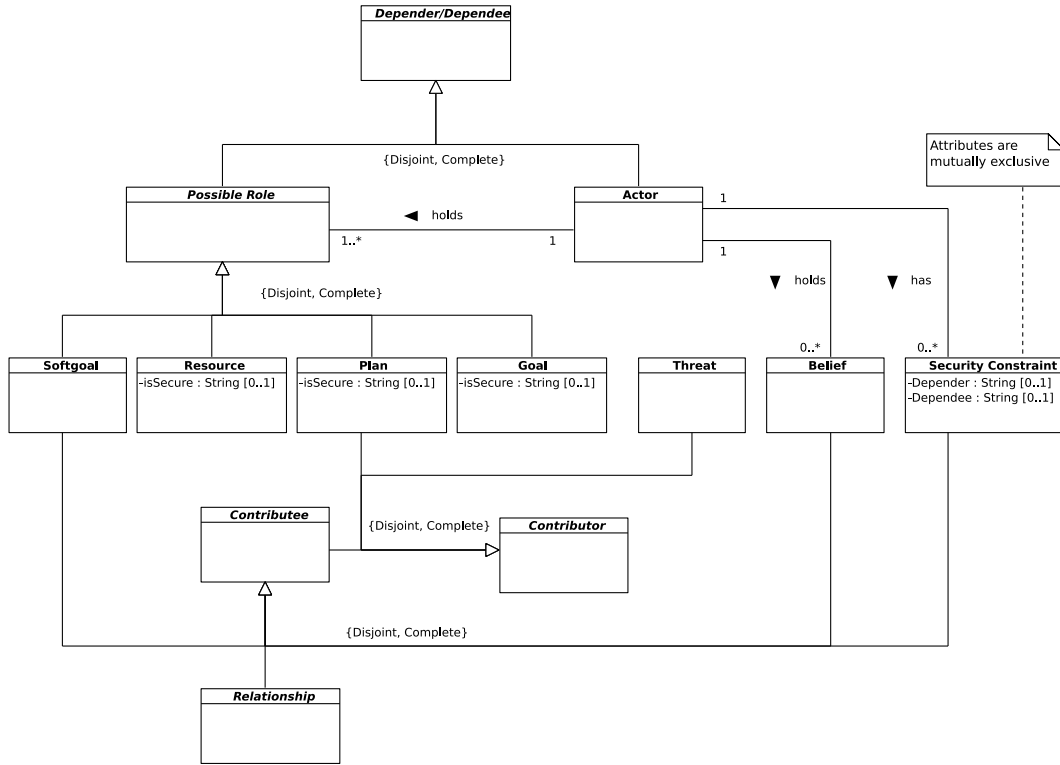 Depender/Dependee
{Disjoint, Complete}
Attributes are
mutually exclusive
Possible Role
Actor
holds
1..*
1
1
1
holds
has
{Disjoint, Complete}
0..*
0..*
Softgoal
Resource
-isSecure : String [0..1]
Plan
-isSecure : String [0..1]
Goal
-isSecure : String [0..1]
Threat
Belief
Security Constraint
-Depender : String [0..1]
-Dependee : String [0..1]
Contributee
{Disjoint, Complete}
Contributor
{Disjoint, Complete}
Relationship